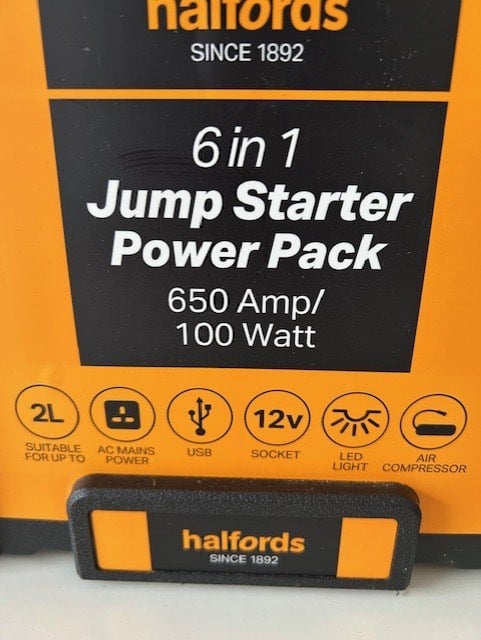 halfords
SINCE 1892
6 in 1
Jump Starter
Power Pack
650 Amp/
100 Watt
2L
SUITABLE
FOR UP TO
AC MAINS
POWER
USB
12v
SOCKET
LED
LIGHT
AIR
COMPRESSOR
halfords
SINCE 1892